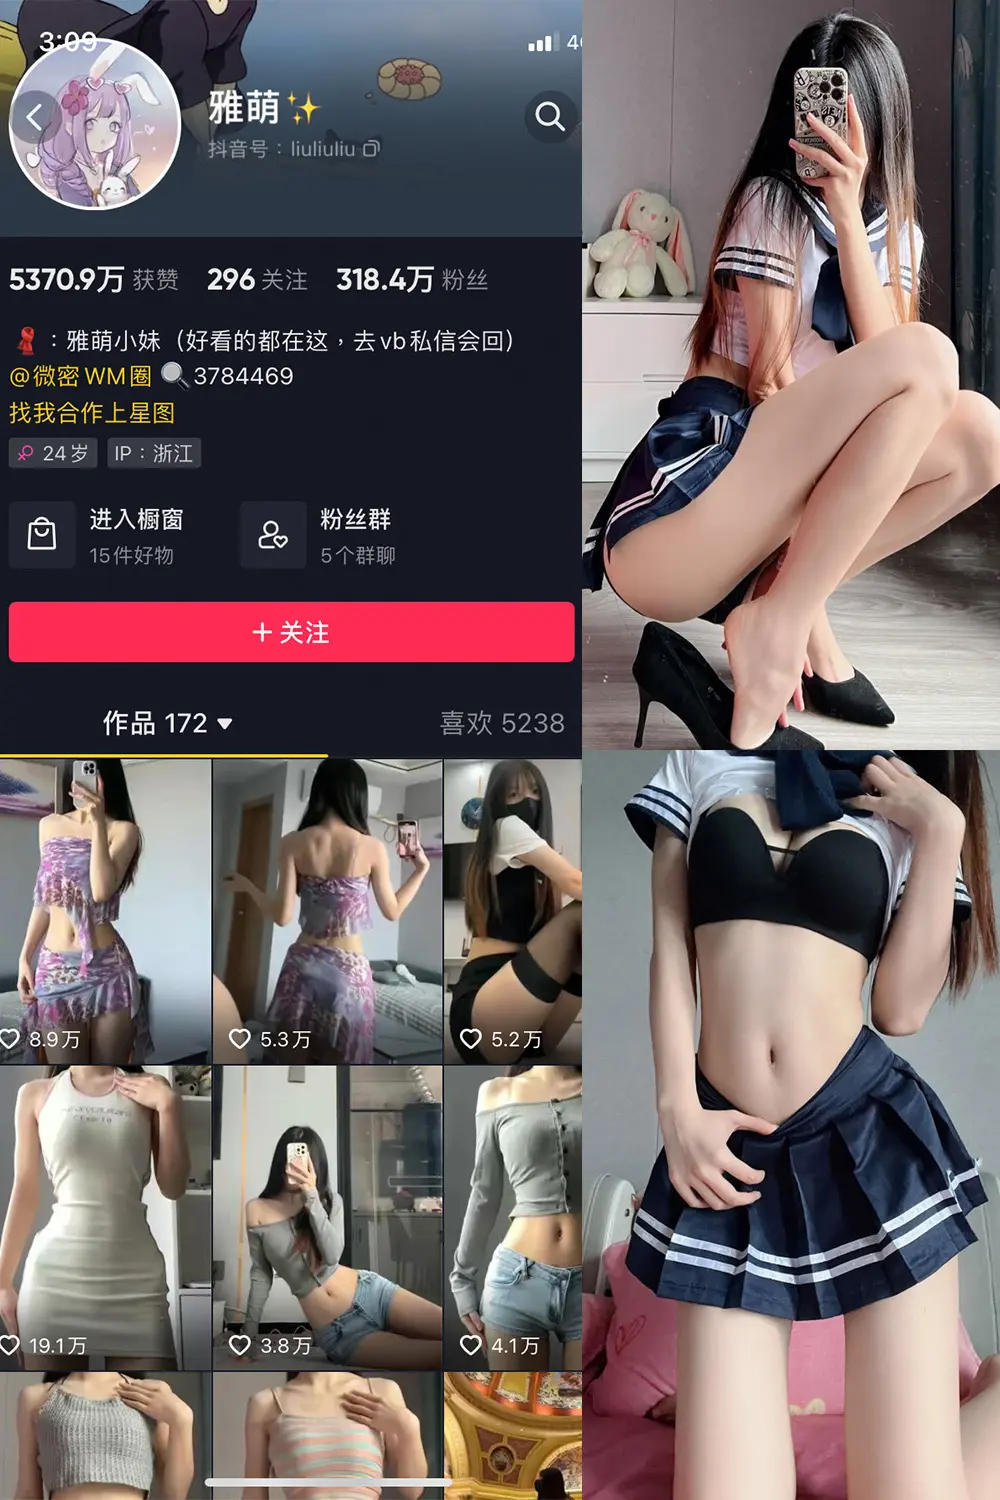 3:09
4G
雅萌✨
抖音号：liuliuliu
5370.9万 获赞 296 关注 318.4万 粉丝
🧣：雅萌小妹（好看的都在这，去vb私信会回）
@微密WM圈 🔍3784469
找我合作上星图
24岁 IP：浙江
进入橱窗
15件好物
粉丝群
5个群聊
+ 关注
作品 172 喜欢 5238
8.9万 5.3万 5.2万
19.1万 3.8万 4.1万